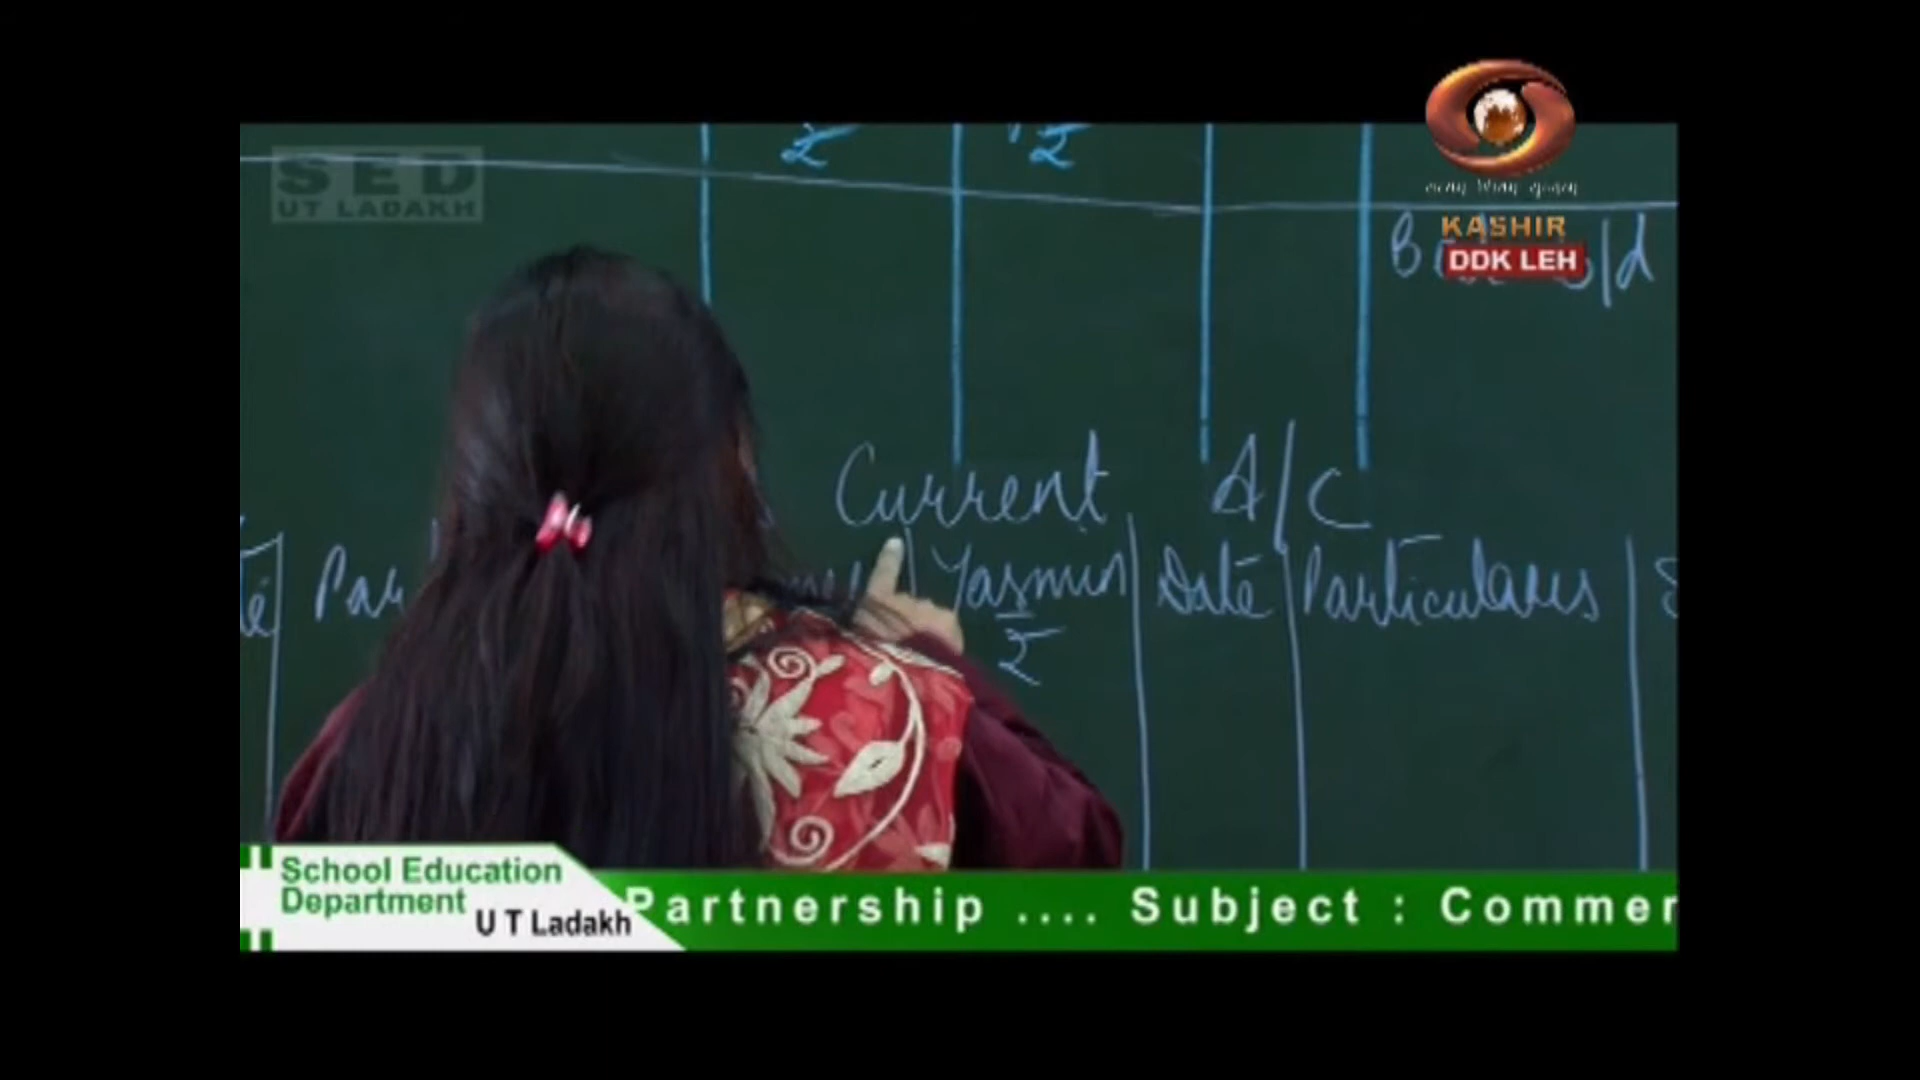 ₹ ₹
SED
UT LADAKH
KASHIR
DDK LEH
Current A/C
Yasmin Date Particulars
₹
School Education
Department
U T Ladakh
Partnership .... Subject : Commer